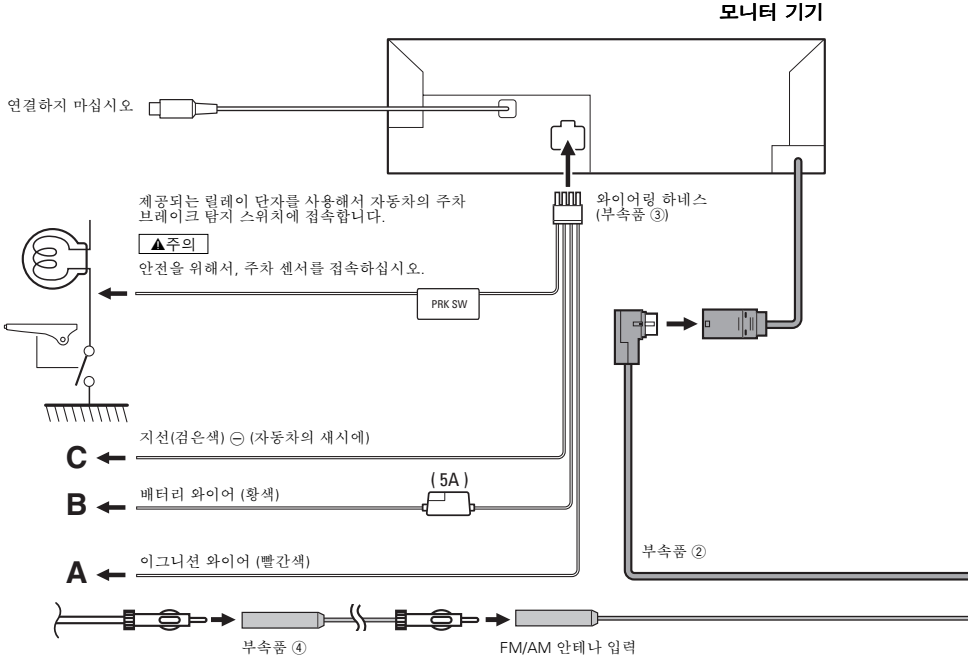 모니터 기기
연결하지 마십시오
제공되는 릴레이 단자를 사용해서 자동차의 주차
브레이크 탐지 스위치에 접속합니다.
와이어링 하네스
(부속품 ③)
▲주의
안전을 위해서, 주차 센서를 접속하십시오.
PRK SW
지선(검은색) ⊖ (자동차의 섀시에)
C
(5A)
배터리 와이어 (황색)
B
이그니션 와이어 (빨간색)
A
부속품 ②
부속품 ④
FM/AM 안테나 입력